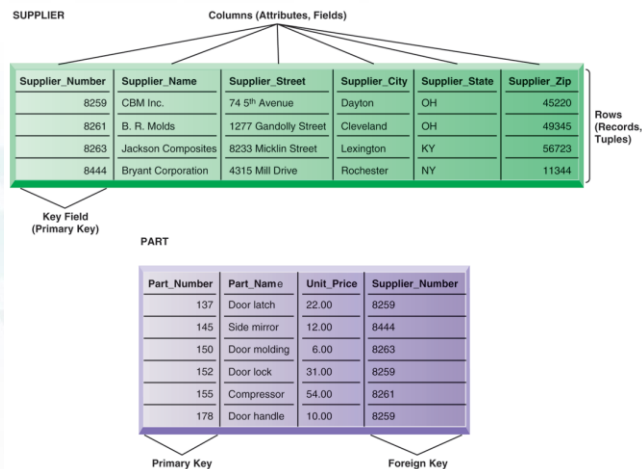 SUPPLIER
Columns (Attributes, Fields)
Supplier_Number Supplier_Name Supplier_Street Supplier_City Supplier_State Supplier_Zip
8259 CBM Inc. 74 5th Avenue Dayton OH 45220
8261 B. R. Molds 1277 Gandolly Street Cleveland OH 49345
8263 Jackson Composites 8233 Micklin Street Lexington KY 56723
8444 Bryant Corporation 4315 Mill Drive Rochester NY 11344
Rows
(Records,
Tuples)
Key Field
(Primary Key)
PART
Part_Number Part_Name Unit_Price Supplier_Number
137 Door latch 22.00 8259
145 Side mirror 12.00 8444
150 Door molding 6.00 8263
152 Door lock 31.00 8259
155 Compressor 54.00 8261
178 Door handle 10.00 8259
Primary Key
Foreign Key